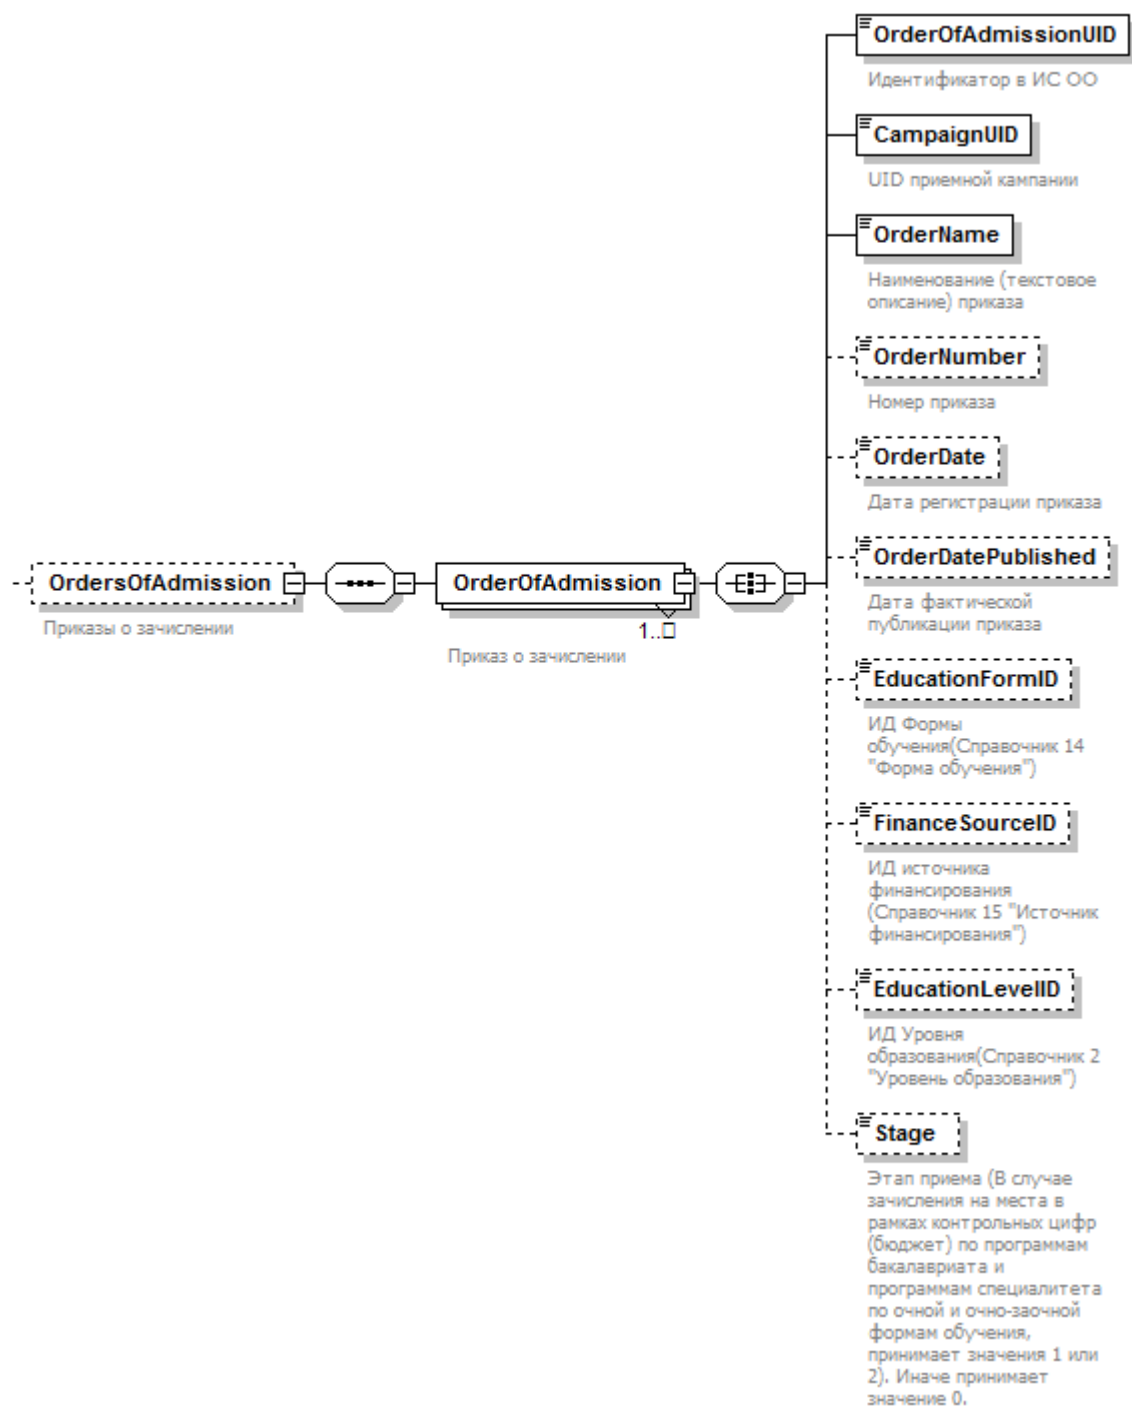 OrderOfAdmissionUID
Идентификатор в ИС ОО
CampaignUID
UID приемной кампании
OrderName
Наименование (текстовое
описание) приказа
OrderNumber
Номер приказа
OrderDate
Дата регистрации приказа
OrderDatePublished
Дата фактической
публикации приказа
OrdersOfAdmission
Приказы о зачислении
OrderOfAdmission
1..□
Приказ о зачислении
EducationFormID
ИД Формы
обучения(Справочник 14
"Форма обучения")
FinanceSourceID
ИД источника
финансирования
(Справочник 15 "Источник
финансирования")
EducationLevelID
ИД Уровня
образования(Справочник 2
"Уровень образования")
Stage
Этап приема (В случае
зачисления на места в
рамках контрольных цифр
(бюджет) по программам
бакалавриата и
программам специалитета
по очной и очно-заочной
формам обучения,
принимает значения 1 или
2). Иначе принимает
значение 0.